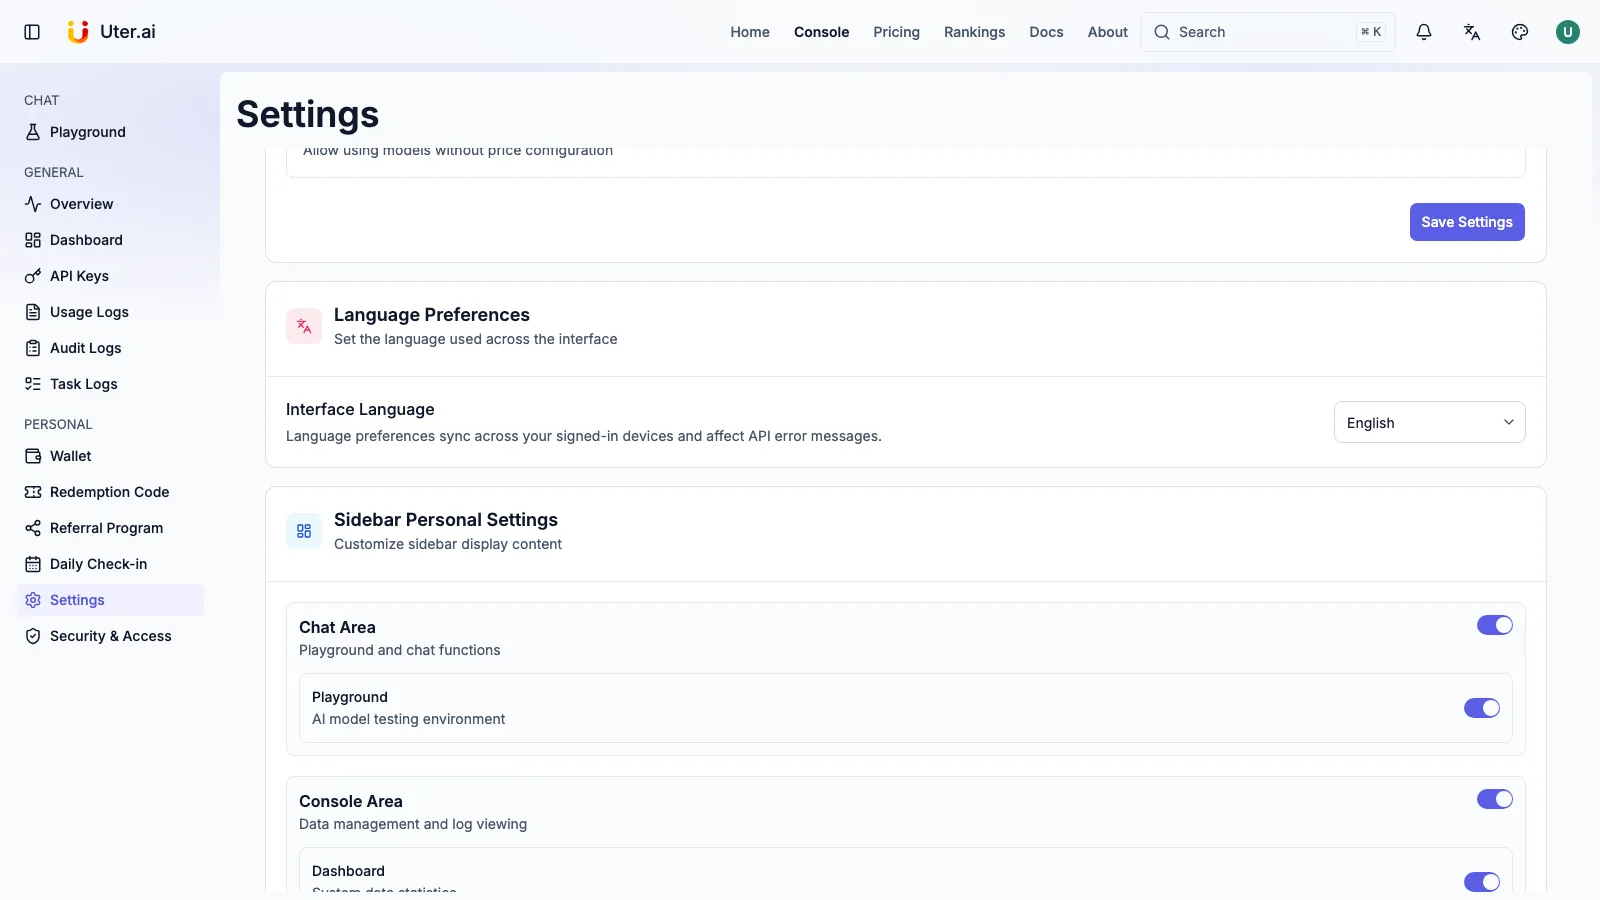 Uter.ai
Home
Console
Pricing
Rankings
Docs
About
Search
⌘ K
U
CHAT
Playground
GENERAL
Overview
Dashboard
API Keys
Usage Logs
Audit Logs
Task Logs
PERSONAL
Wallet
Redemption Code
Referral Program
Daily Check-in
Settings
Security & Access
Settings
Allow using models without price configuration
Save Settings
Language Preferences
Set the language used across the interface
Interface Language
Language preferences sync across your signed-in devices and affect API error messages.
English
Sidebar Personal Settings
Customize sidebar display content
Chat Area
Playground and chat functions
Playground
AI model testing environment
Console Area
Data management and log viewing
Dashboard
System data statistics